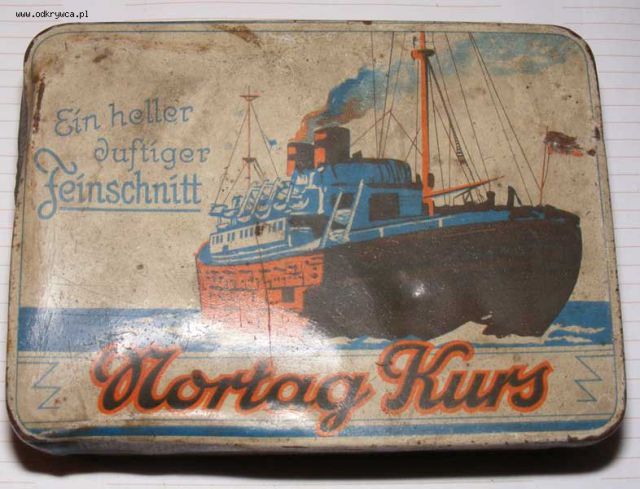 www.odkrywca.pl
Ein heller
duftiger
Feinschnitt
Nortag Kurs